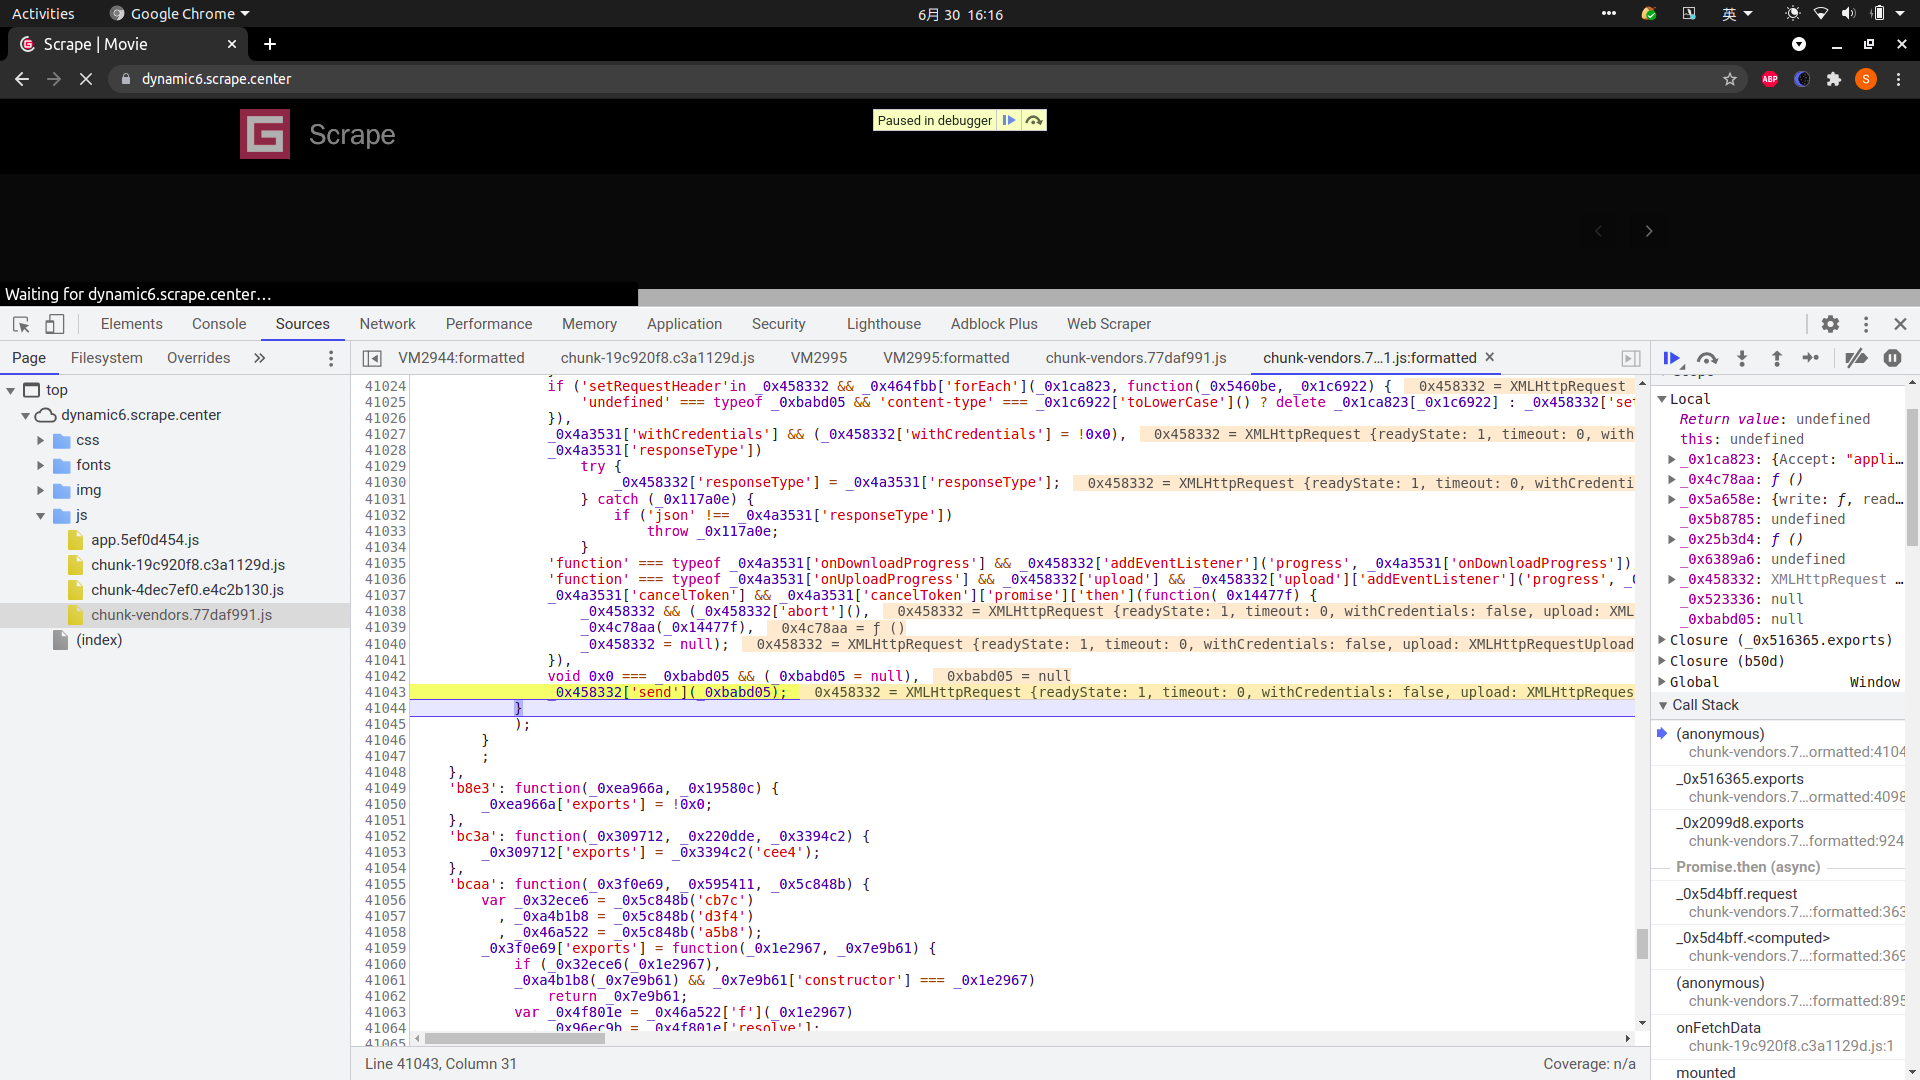 Activities
Google Chrome
6月 30 16:16
英
Scrape | Movie
dynamic6.scrape.center
ABP
S
Scrape
Paused in debugger
Waiting for dynamic6.scrape.center…
Elements Console Sources Network Performance Memory Application Security Lighthouse Adblock Plus Web Scraper
Page Filesystem Overrides
VM2944:formatted chunk-19c920f8.c3a1129d.js VM2995 VM2995:formatted chunk-vendors.77daf991.js chunk-vendors.7…1.js:formatted
top
dynamic6.scrape.center
css
fonts
img
js
app.5ef0d454.js
chunk-19c920f8.c3a1129d.js
chunk-4dec7ef0.e4c2b130.js
chunk-vendors.77daf991.js
(index)
41024 if ('setRequestHeader'in _0x458332 && _0x464fbb['forEach'](_0x1ca823, function(_0x5460be, _0x1c6922) { _0x458332 = XMLHttpRequest
41025 'undefined' === typeof _0xbabd05 && 'content-type' === _0x1c6922['toLowerCase']() ? delete _0x1ca823[_0x1c6922] : _0x458332['se
41026 }),
41027 _0x4a3531['withCredentials'] && (_0x458332['withCredentials'] = !0x0), _0x458332 = XMLHttpRequest {readyState: 1, timeout: 0, with
41028 _0x4a3531['responseType'])
41029 try {
41030 _0x458332['responseType'] = _0x4a3531['responseType']; _0x458332 = XMLHttpRequest {readyState: 1, timeout: 0, withCredenti
41031 } catch (_0x117a0e) {
41032 if ('json' !== _0x4a3531['responseType'])
41033 throw _0x117a0e;
41034 }
41035 'function' === typeof _0x4a3531['onDownloadProgress'] && _0x458332['addEventListener']('progress', _0x4a3531['onDownloadProgress'])
41036 'function' === typeof _0x4a3531['onUploadProgress'] && _0x458332['upload'] && _0x458332['upload']['addEventListener']('progress', _0
41037 _0x4a3531['cancelToken'] && _0x4a3531['cancelToken']['promise']['then'](function(_0x14477f) {
41038 _0x458332 && (_0x458332['abort'](), _0x458332 = XMLHttpRequest {readyState: 1, timeout: 0, withCredentials: false, upload: XML
41039 _0x4c78aa(_0x14477f), _0x4c78aa = ƒ ()
41040 _0x458332 = null); _0x458332 = XMLHttpRequest {readyState: 1, timeout: 0, withCredentials: false, upload: XMLHttpRequestUpload
41041 }),
41042 void 0x0 === _0xbabd05 && (_0xbabd05 = null), _0xbabd05 = null
41043 _0x458332['send'](_0xbabd05); _0x458332 = XMLHttpRequest {readyState: 1, timeout: 0, withCredentials: false, upload: XMLHttpReques
41044 }
41045 );
41046 }
41047 ;
41048 },
41049 'b8e3': function(_0xea966a, _0x19580c) {
41050 _0xea966a['exports'] = !0x0;
41051 },
41052 'bc3a': function(_0x309712, _0x220dde, _0x3394c2) {
41053 _0x309712['exports'] = _0x3394c2('cee4');
41054 },
41055 'bcaa': function(_0x3f0e69, _0x595411, _0x5c848b) {
41056 var _0x32ece6 = _0x5c848b('cb7c')
41057 , _0xa4b1b8 = _0x5c848b('d3f4')
41058 , _0x46a522 = _0x5c848b('a5b8');
41059 _0x3f0e69['exports'] = function(_0x1e2967, _0x7e9b61) {
41060 if (_0x32ece6(_0x1e2967),
41061 _0xa4b1b8(_0x7e9b61) && _0x7e9b61['constructor'] === _0x1e2967)
41062 return _0x7e9b61;
41063 var _0x4f801e = _0x46a522['f'](_0x1e2967)
41064 , _0x96ec9b = _0x4f801e['resolve'];
41065
Line 41043, Column 31
Coverage: n/a
Scope
Local
Return value: undefined
this: undefined
_0x1ca823: {Accept: "appli…
_0x4c78aa: ƒ ()
_0x5a658e: {write: ƒ, read…
_0x5b8785: undefined
_0x25b3d4: ƒ ()
_0x6389a6: undefined
_0x458332: XMLHttpRequest …
_0x523336: null
_0xbabd05: null
Closure (_0x516365.exports)
Closure (b50d)
Global Window
Call Stack
(anonymous)
chunk-vendors.7…ormatted:4104
_0x516365.exports
chunk-vendors.7…ormatted:4098
_0x2099d8.exports
chunk-vendors.7…formatted:924
Promise.then (async)
_0x5d4bff.request
chunk-vendors.7…:formatted:363
_0x5d4bff.<computed>
chunk-vendors.7…:formatted:369
(anonymous)
chunk-vendors.7…:formatted:895
onFetchData
chunk-19c920f8.c3a1129d.js:1
mounted